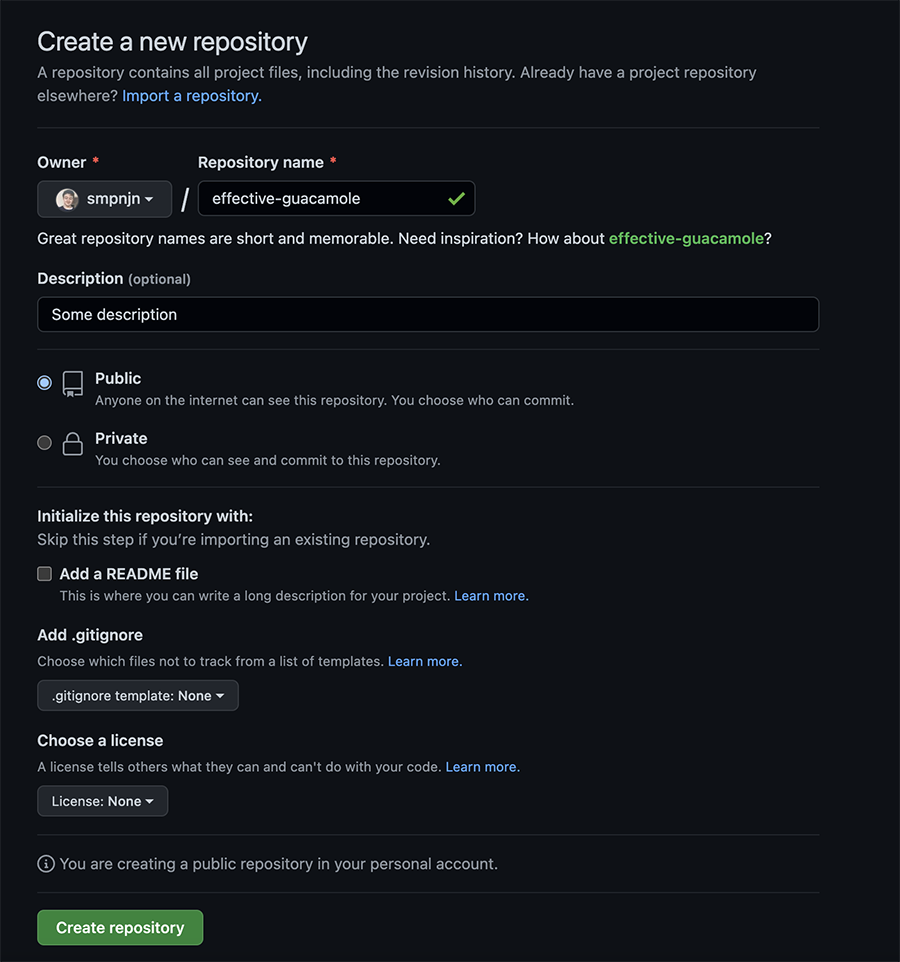 Create a new repository
A repository contains all project files, including the revision history. Already have a project repository
elsewhere? Import a repository.
Owner * Repository name *
smpnjn / effective-guacamole
Great repository names are short and memorable. Need inspiration? How about effective-guacamole?
Description (optional)
Some description
Public
Anyone on the internet can see this repository. You choose who can commit.
Private
You choose who can see and commit to this repository.
Initialize this repository with:
Skip this step if you’re importing an existing repository.
Add a README file
This is where you can write a long description for your project. Learn more.
Add .gitignore
Choose which files not to track from a list of templates. Learn more.
.gitignore template: None
Choose a license
A license tells others what they can and can't do with your code. Learn more.
License: None
You are creating a public repository in your personal account.
Create repository